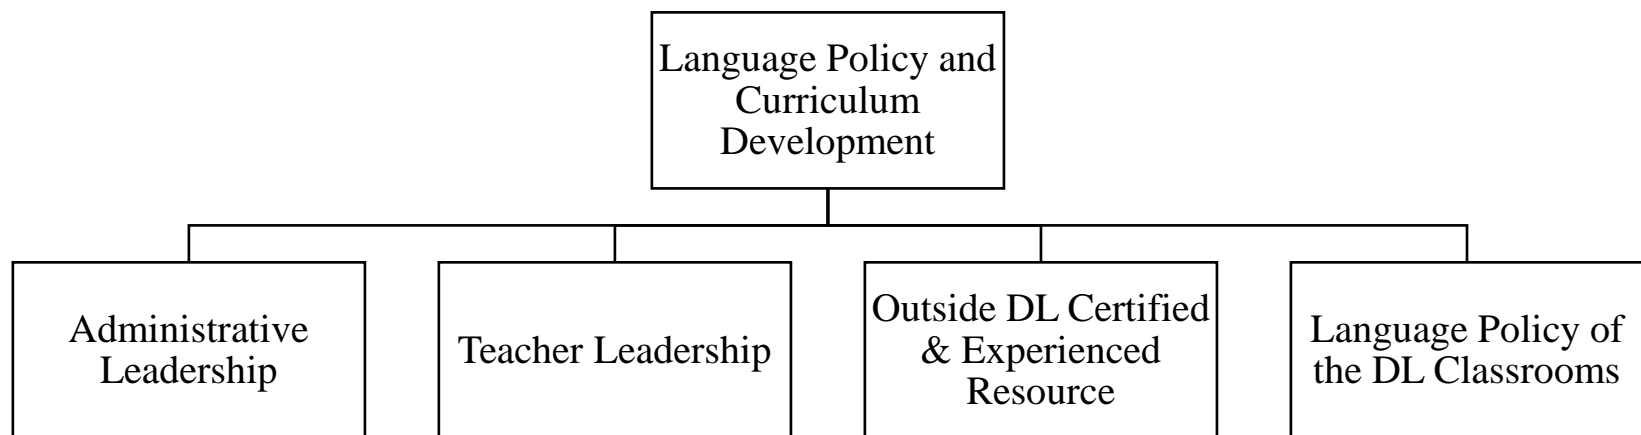 Language Policy and
Curriculum
Development
Administrative
Leadership
Teacher Leadership
Outside DL Certified
& Experienced
Resource
Language Policy of
the DL Classrooms